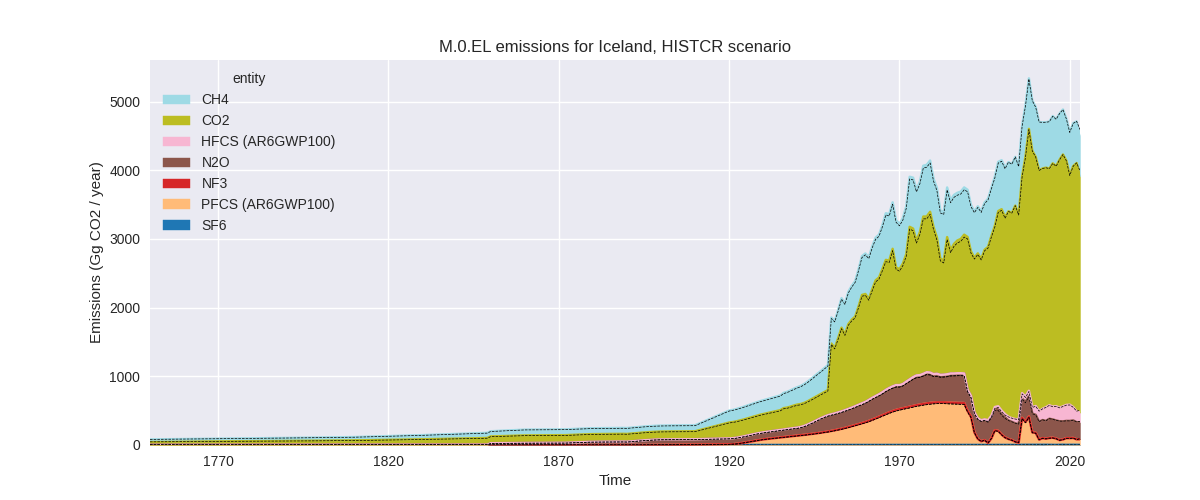 M.0.EL emissions for Iceland, HISTCR scenario
Emissions (Gg CO2 / year)
5000
4000
3000
2000
1000
0
entity
CH4
CO2
HFCS (AR6GWP100)
N2O
NF3
PFCS (AR6GWP100)
SF6
1770
1820
1870
1920
1970
2020
Time